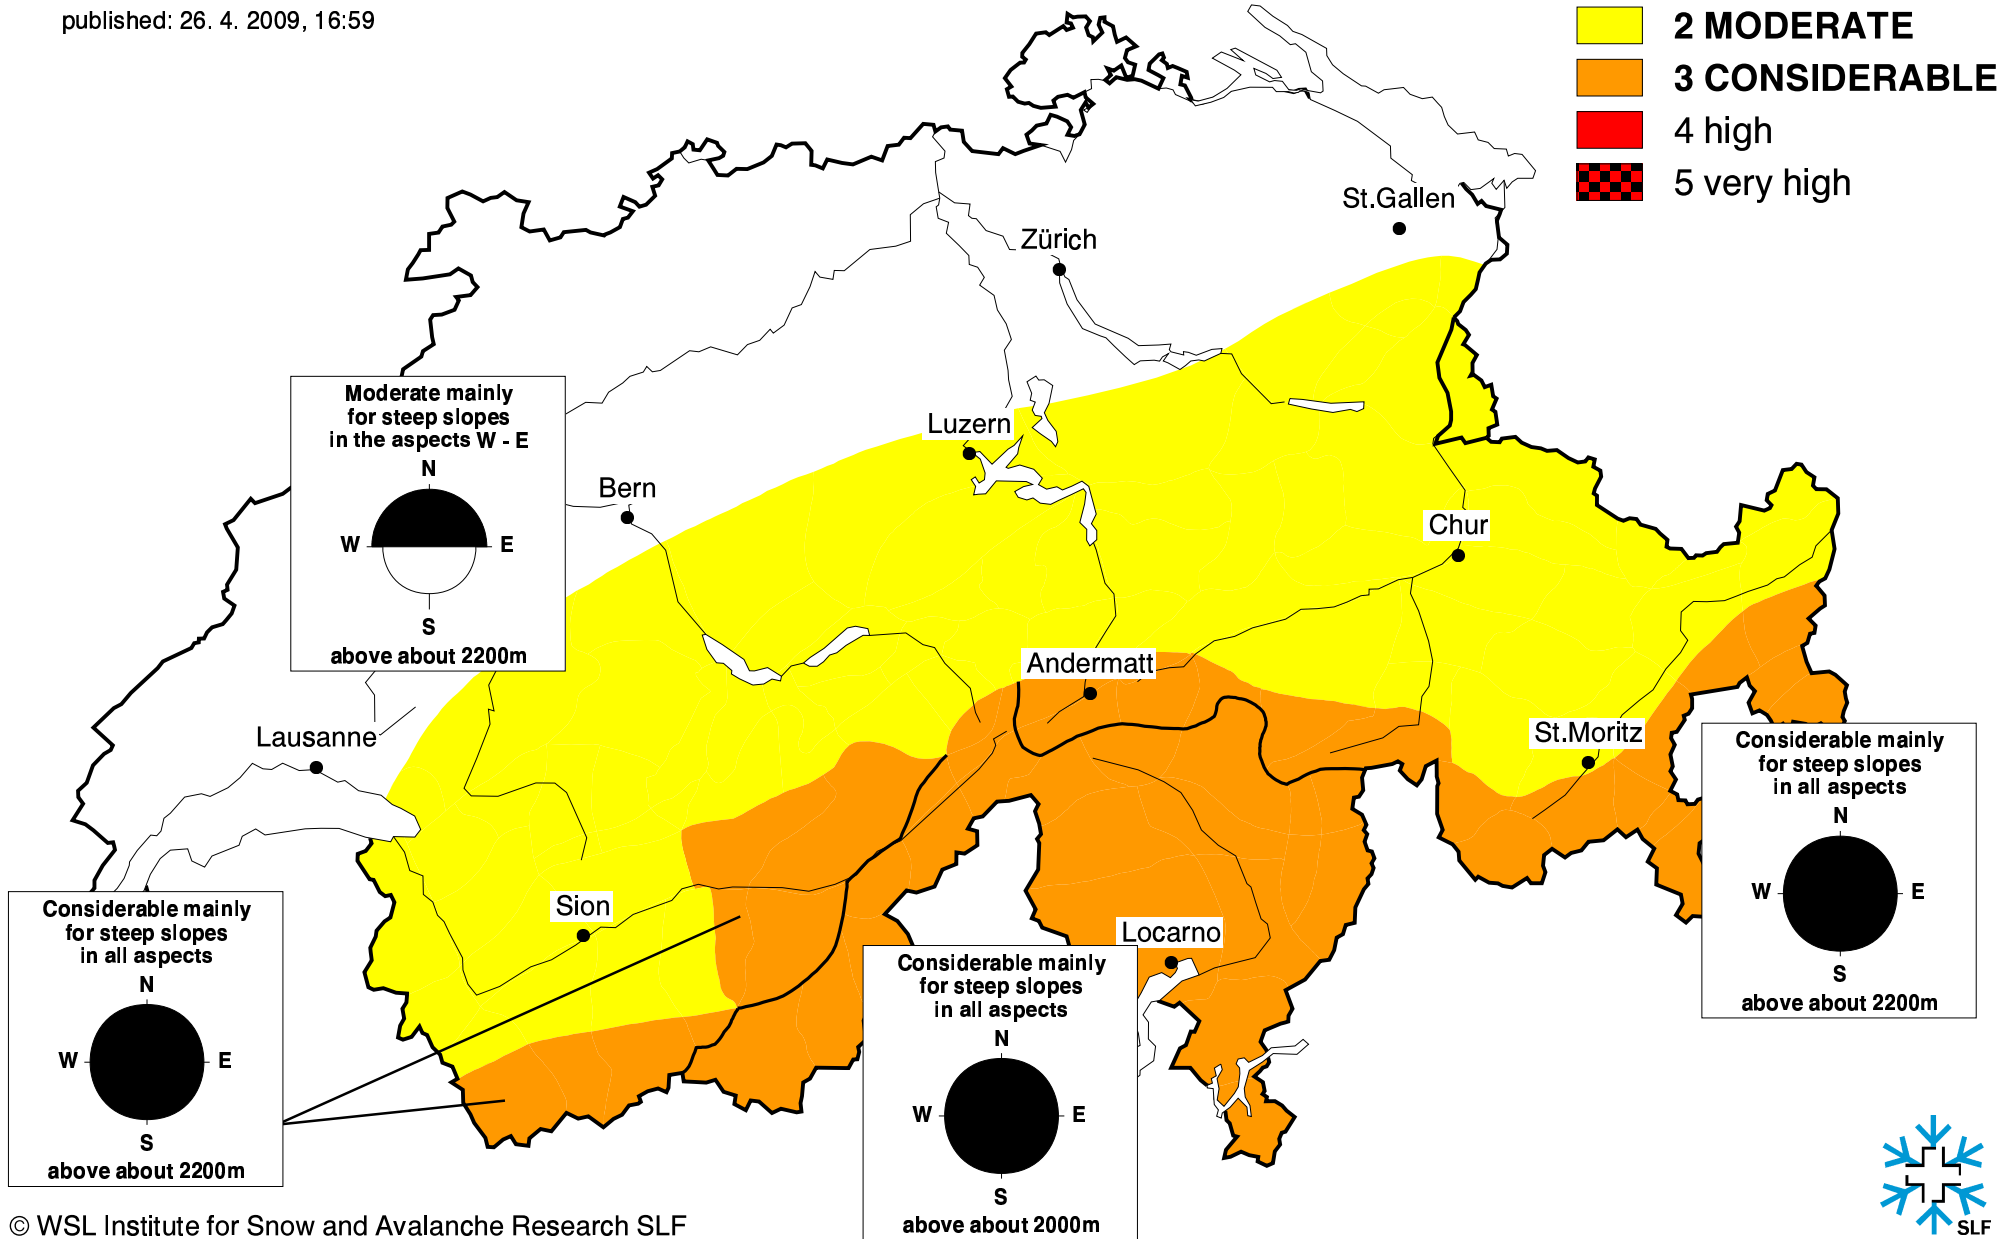 published: 26. 4. 2009, 16:59
2 MODERATE
3 CONSIDERABLE
4 high
5 very high
St.Gallen
Zürich
Moderate mainly
for steep slopes
in the aspects W - E
N
W E
S
above about 2200m
Luzern
Bern
Chur
Andermatt
Lausanne
St.Moritz
Considerable mainly
for steep slopes
in all aspects
N
W E
S
above about 2200m
Sion
Locarno
Considerable mainly
for steep slopes
in all aspects
N
W E
S
above about 2200m
Considerable mainly
for steep slopes
in all aspects
N
W E
S
above about 2000m
© WSL Institute for Snow and Avalanche Research SLF
SLF